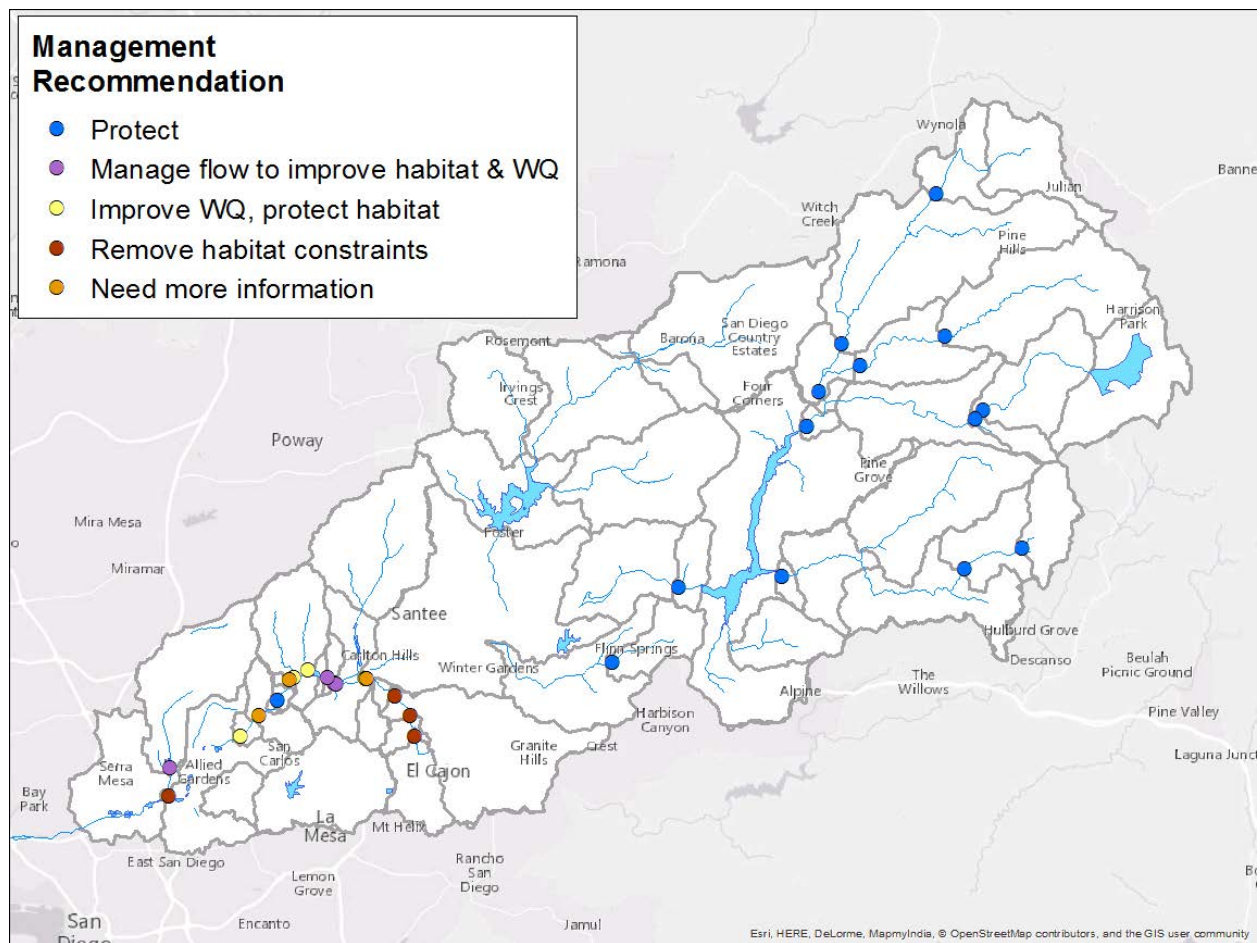 Management
Recommendation
Protect
Manage flow to improve habitat & WQ
Improve WQ, protect habitat
Remove habitat constraints
Need more information
Wynola
Julian
Banne
Witch
Creek
Ramona
Pine
Hills
Harrison
Park
San Diego
Country
Estates
Barona
Rosemont
Irvings
Crest
Four
Corners
Poway
Pine
Grove
Mira Mesa
Foster
Miramar
Santee
Carlton Hills
Winter Gardens
Flinn Springs
Hulburd Grove
Descanso
Beulah
Picnic Ground
The
Willows
Alpine
Pine Valley
Harbison
Canyon
Laguna Junct
San
Carlos
Granite
Hills
Crest
Serra
Mesa
Allied
Gardens
El Cajon
Bay
Park
La
Mesa
Mt Helix
East San Diego
Rancho
San
Diego
Lemon
Grove
Encanto
Jamul
San
Diego
Esri, HERE, DeLorme, MapmyIndia, © OpenStreetMap contributors, and the GIS user community